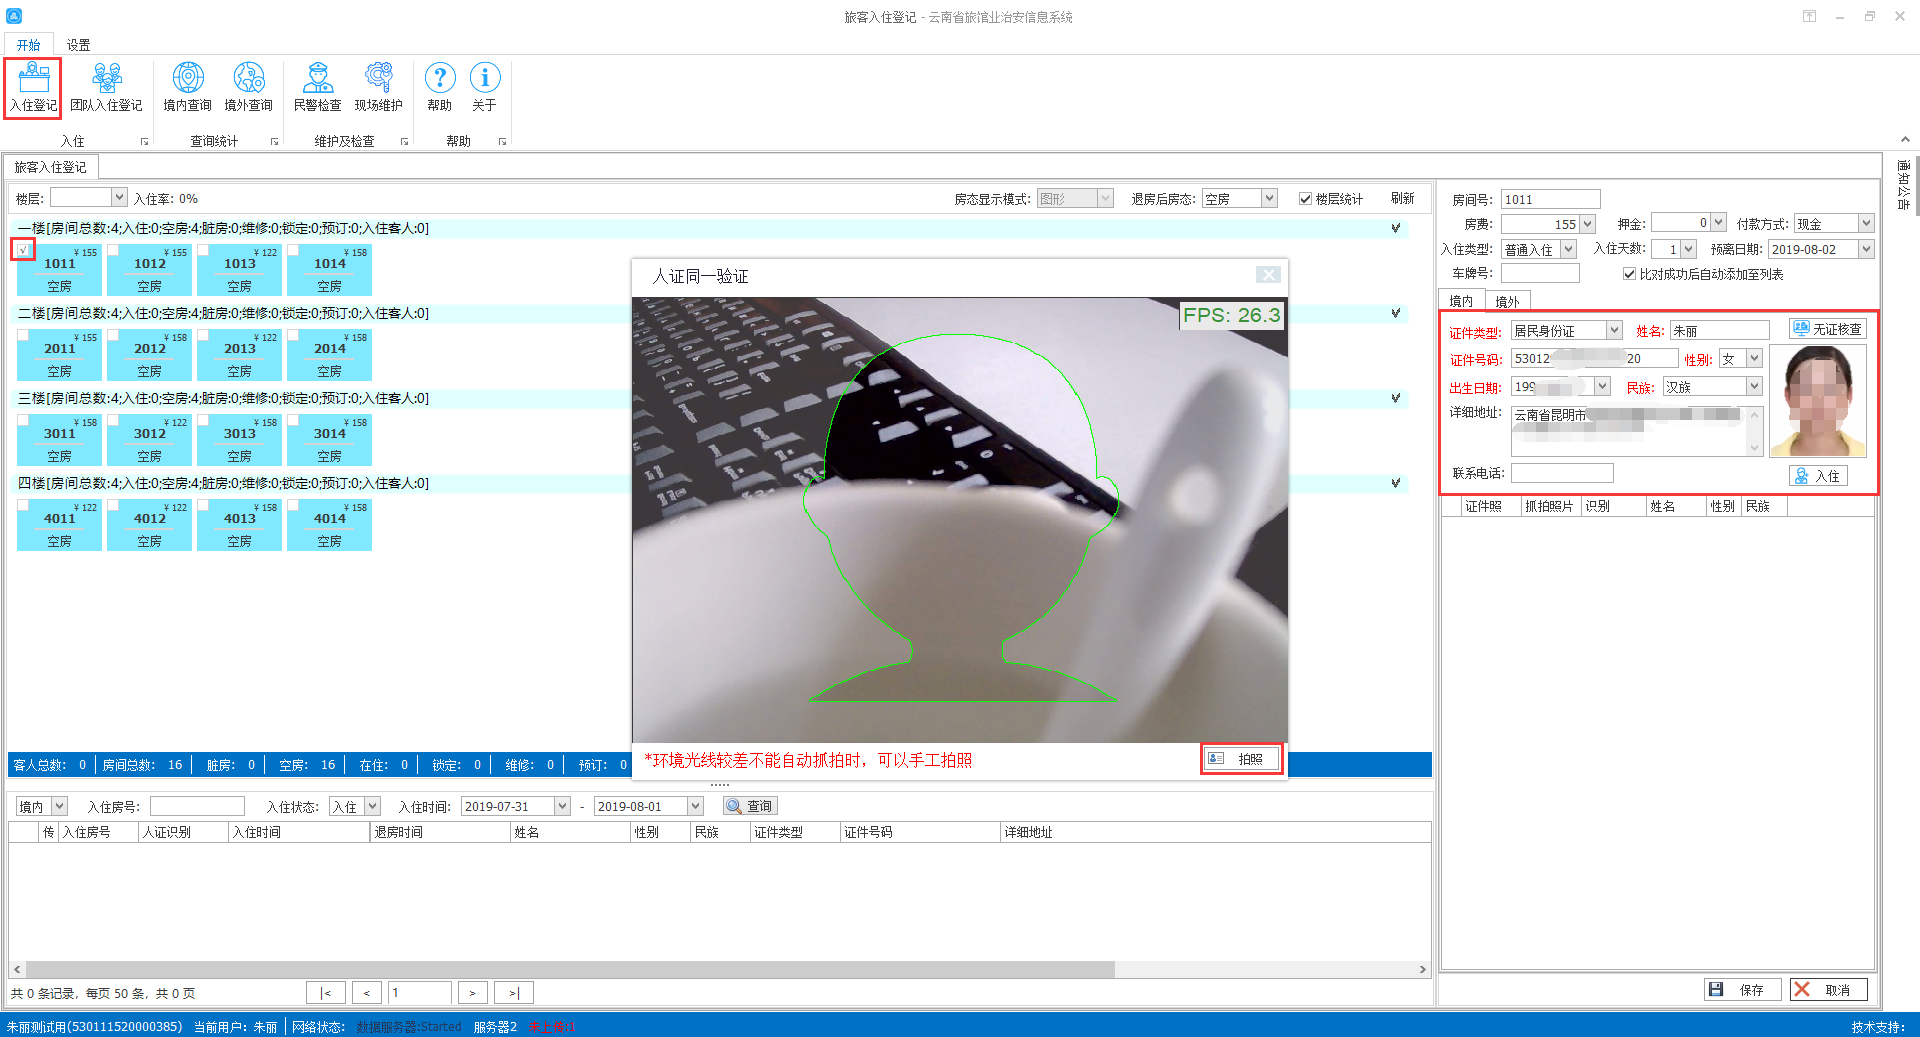 旅客入住登记 - 云南省旅馆业治安信息系统
开始 设置
入住登记 团队入住登记 境内查询 境外查询 民警检查 现场维护 帮助 关于
入住 查询统计 维护及检查 帮助
旅客入住登记
通知公告
楼层: 入住率: 0% 房态显示模式: 图形 退房后房态: 空房 楼层统计 刷新
一楼[房间总数:4;入住:0;空房:4;脏房:0;维修:0;锁定:0;预订:0;入住客人:0]
¥ 155 ¥ 155 ¥ 122 ¥ 158
1011 1012 1013 1014
空房 空房 空房 空房
二楼[房间总数:4;入住:0;空房:4;脏房:0;维修:0;锁定:0;预订:0;入住客人:0]
¥ 155 ¥ 158 ¥ 122 ¥ 158
2011 2012 2013 2014
空房 空房 空房 空房
三楼[房间总数:4;入住:0;空房:4;脏房:0;维修:0;锁定:0;预订:0;入住客人:0]
¥ 158 ¥ 122 ¥ 158 ¥ 158
3011 3012 3013 3014
空房 空房 空房 空房
四楼[房间总数:4;入住:0;空房:4;脏房:0;维修:0;锁定:0;预订:0;入住客人:0]
¥ 122 ¥ 122 ¥ 158 ¥ 158
4011 4012 4013 4014
空房 空房 空房 空房
人证同一验证
FPS: 26.3
*环境光线较差不能自动抓拍时，可以手工拍照
拍照
客人总数: 0 房间总数: 16 脏房: 0 空房: 16 在住: 0 锁定: 0 维修: 0 预订: 0
境内 入住房号: 入住状态: 入住 入住时间: 2019-07-31 - 2019-08-01 查询
传 入住房号 人证识别 入住时间 退房时间 姓名 性别 民族 证件类型 证件号码 详细地址
共 0 条记录，每页 50 条，共 0 页 |< < 1 > >|
房间号: 1011
房费: 155 押金: 0 付款方式: 现金
入住类型: 普通入住 入住天数: 1 预离日期: 2019-08-02
车牌号: 比对成功后自动添加至列表
境内 境外
证件类型: 居民身份证 姓名: 朱丽 无证核查
证件号码: 53012 20 性别: 女
出生日期: 199 民族: 汉族
详细地址: 云南省昆明市
联系电话: 入住
证件照 抓拍照片 识别 姓名 性别 民族
保存 取消
朱丽测试用(530111520000385) 当前用户: 朱丽 网络状态: 数据服务器:Started 服务器2 技术支持: